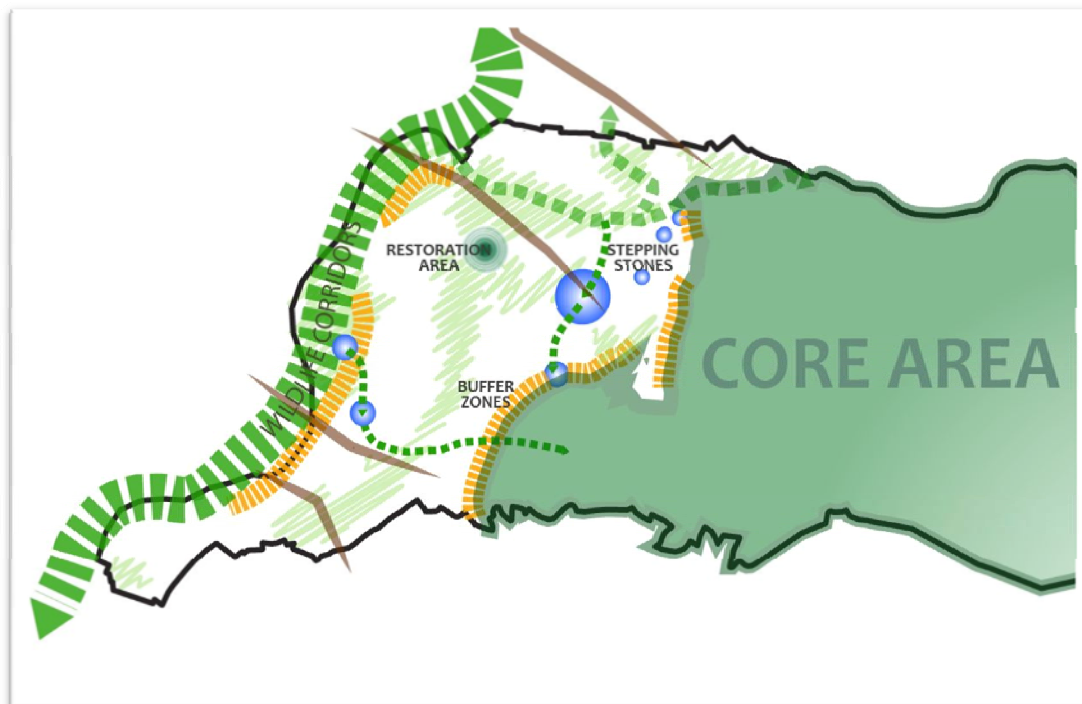 RESTORATION
AREA
STEPPING
STONES
WILDLIFE CORRIDORS
CORE AREA
BUFFER
ZONES